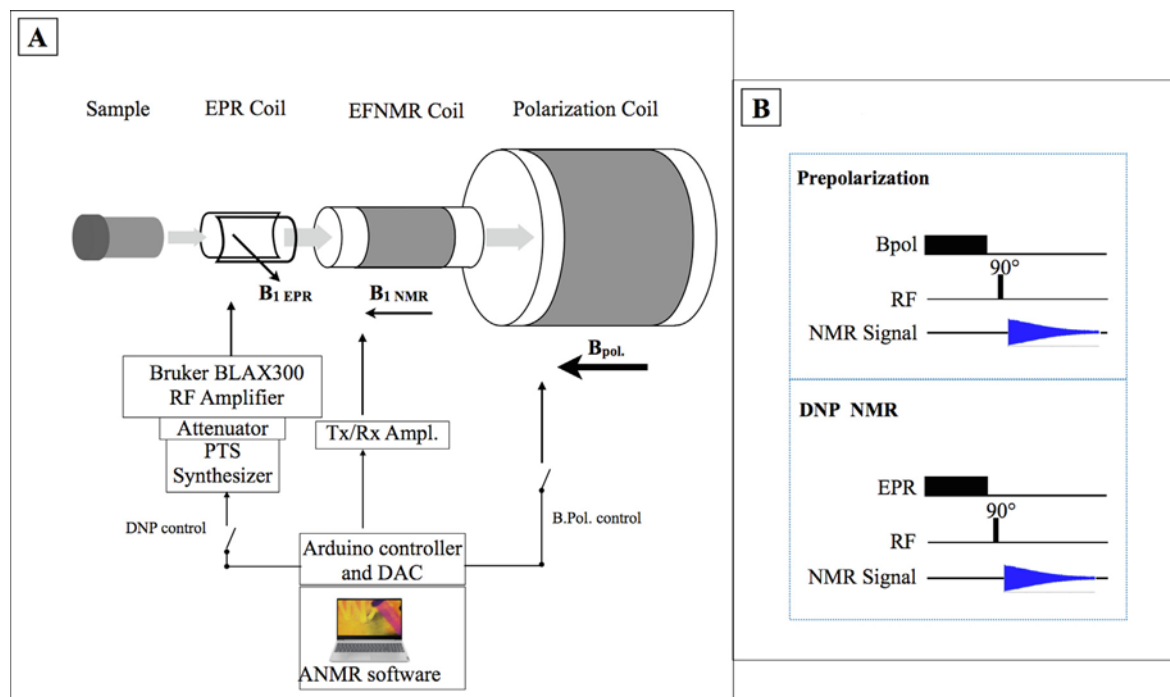 A
Sample
EPR Coil
EFNMR Coil
Polarization Coil
B1 EPR
B1 NMR
Bpol.
Bruker BLAX300
RF Amplifier
Attenuator
PTS
Synthesizer
Tx/Rx Ampl.
DNP control
B.Pol. control
Arduino controller
and DAC
ANMR software
B
Prepolarization
Bpol
90°
RF
NMR Signal
DNP NMR
EPR
90°
RF
NMR Signal